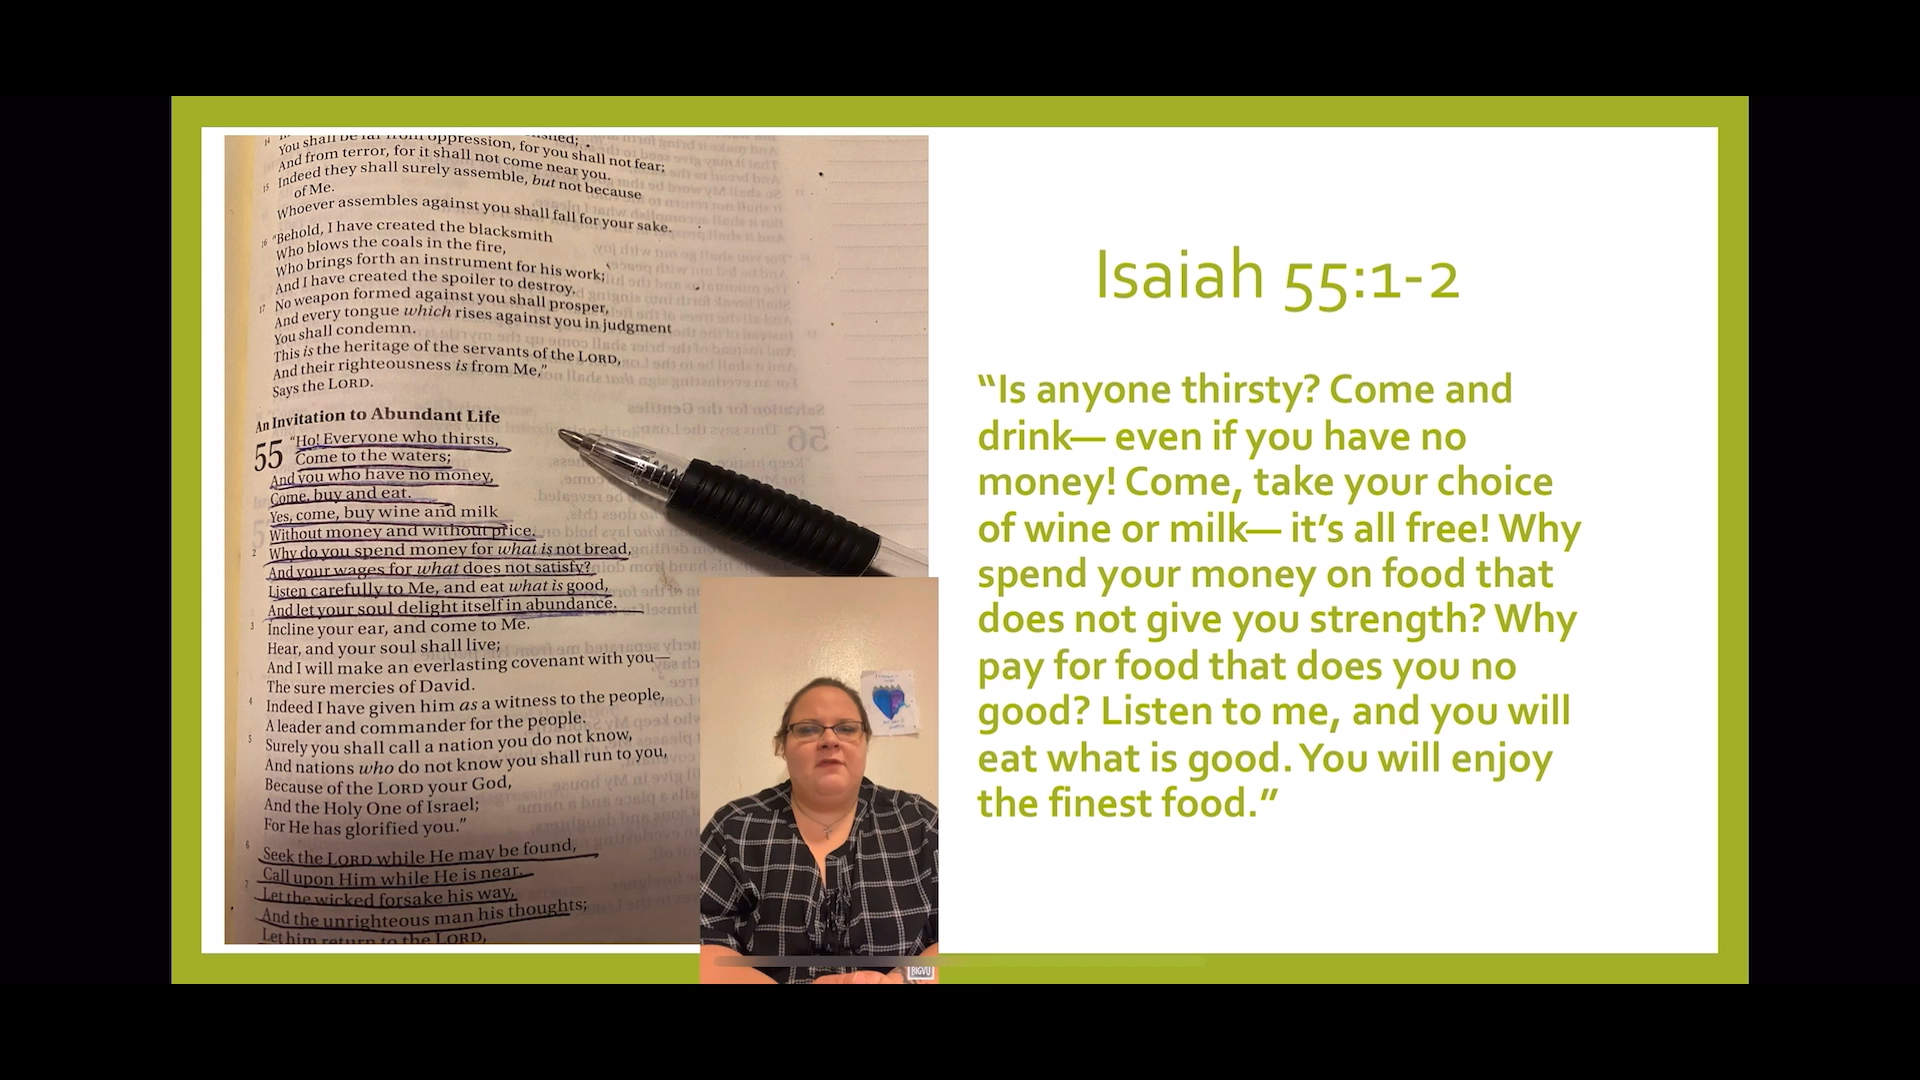 You shall be far from oppression, for you shall not fear;
And from terror, for it shall not come near you.
15 Indeed they shall surely assemble, but not because
of Me.
Whoever assembles against you shall fall for your sake.
16 "Behold, I have created the blacksmith
Who blows the coals in the fire,
Who brings forth an instrument for his work;
And I have created the spoiler to destroy.
17 No weapon formed against you shall prosper,
And every tongue which rises against you in judgment
You shall condemn.
This is the heritage of the servants of the LORD,
And their righteousness is from Me,"
Says the LORD.
An Invitation to Abundant Life
55 "Ho! Everyone who thirsts,
Come to the waters;
And you who have no money,
Come, buy and eat.
Yes, come, buy wine and milk
Without money and without price.
2 Why do you spend money for what is not bread,
And your wages for what does not satisfy?
Listen carefully to Me, and eat what is good,
And let your soul delight itself in abundance.
3 Incline your ear, and come to Me.
Hear, and your soul shall live;
And I will make an everlasting covenant with you—
The sure mercies of David.
4 Indeed I have given him as a witness to the people,
A leader and commander for the people.
5 Surely you shall call a nation you do not know,
And nations who do not know you shall run to you,
Because of the LORD your God,
And the Holy One of Israel;
For He has glorified you."
6 Seek the LORD while He may be found,
Call upon Him while He is near.
7 Let the wicked forsake his way,
And the unrighteous man his thoughts;
Let him return to the LORD,
Isaiah 55:1-2
“Is anyone thirsty? Come and
drink— even if you have no
money! Come, take your choice
of wine or milk— it’s all free! Why
spend your money on food that
does not give you strength? Why
pay for food that does you no
good? Listen to me, and you will
eat what is good. You will enjoy
the finest food.”
BIGVU